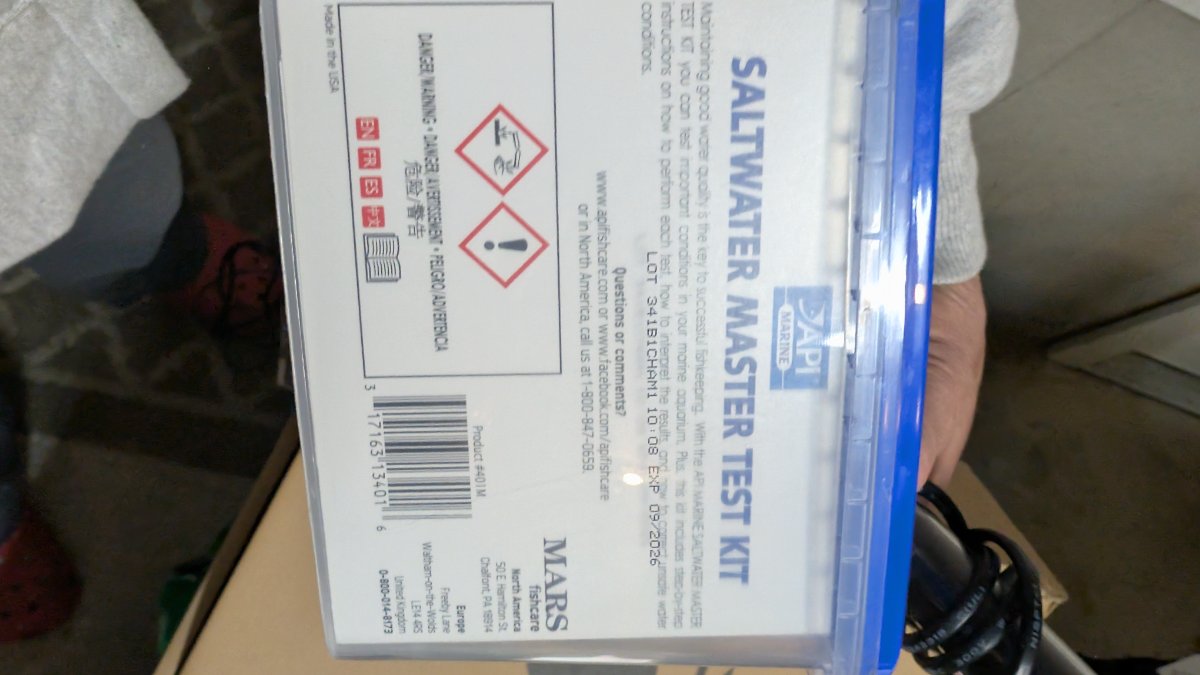 API
MARINE
SALTWATER MASTER TEST KIT
Maintaining good water quality is the key to successful fishkeeping. With the API MARINE SALTWATER MASTER
TEST KIT you can test important conditions in your marine aquarium. Plus, this kit includes step-by-step
instructions on how to perform each test, how to interpret the results, and how to correct unsafe water
conditions.
LOT 341B1CHAM1 10:08 EXP 09/2026
Questions or comments?
www.apifishcare.com or www.facebook.com/apifishcare
or in North America, call us at 1-800-847-0659.
DANGER/WARNING • DANGER/AVERTISSEMENT • PELIGRO/ADVERTENCIA
危險/警告
EN FR ES 中文
Made in the USA
Product #401M
3 17163 13401 6
MARS
fishcare
North America
50 E. Hamilton St.
Chalfont, PA 18914
Europe
Freeby Lane
Waltham-on-the-Wolds
LE14 4RS
United Kingdom
0-800-014-8173